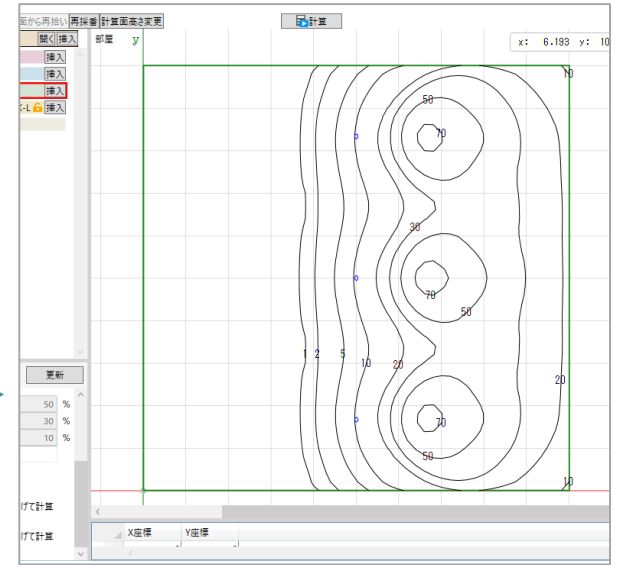 面から再拾い 再採番 計算面高さ変更 計算
開く 挿入
挿入
挿入
挿入
-L 挿入
部屋 y
x: 6.193 y: 10
10
50
70
30
70
50
1 2 5 10 20
20
70
50
10
更新
50 %
30 %
10 %
げて計算
げて計算
X座標 Y座標